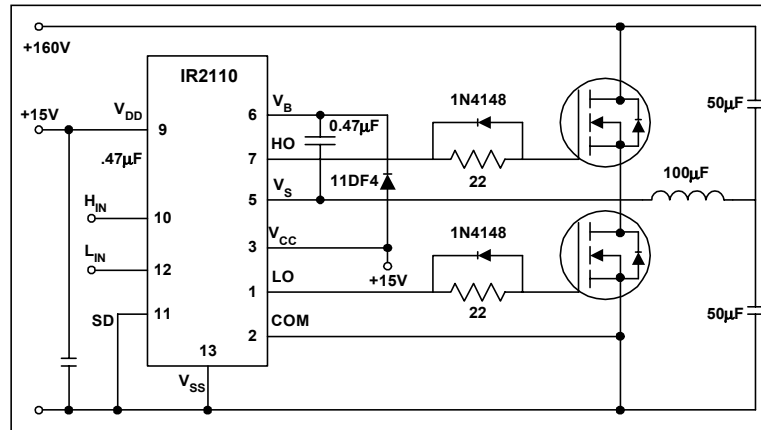 +160V
IR2110
+15V
V_DD
9
.47µF
H_IN
10
L_IN
12
SD
11
13
V_SS
V_B
6
0.47µF
HO
7
11DF4
V_S
5
V_CC
3
+15V
LO
1
COM
2
1N4148
22
1N4148
22
50µF
100µF
50µF